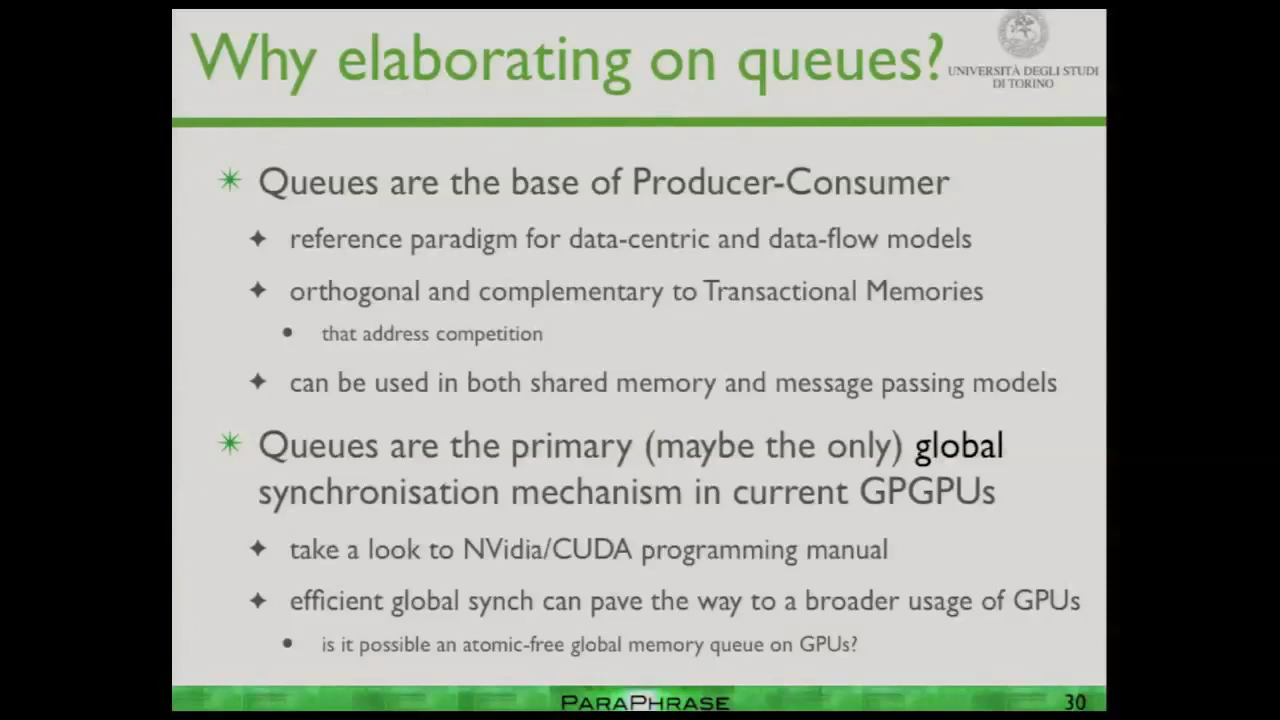 Why elaborating on queues?
UNIVERSITÀ DEGLI STUDI
DI TORINO
Queues are the base of Producer-Consumer
reference paradigm for data-centric and data-flow models
orthogonal and complementary to Transactional Memories
that address competition
can be used in both shared memory and message passing models
Queues are the primary (maybe the only) global
synchronisation mechanism in current GPGPUs
take a look to NVidia/CUDA programming manual
efficient global synch can pave the way to a broader usage of GPUs
is it possible an atomic-free global memory queue on GPUs?
PARAPHRASE
30